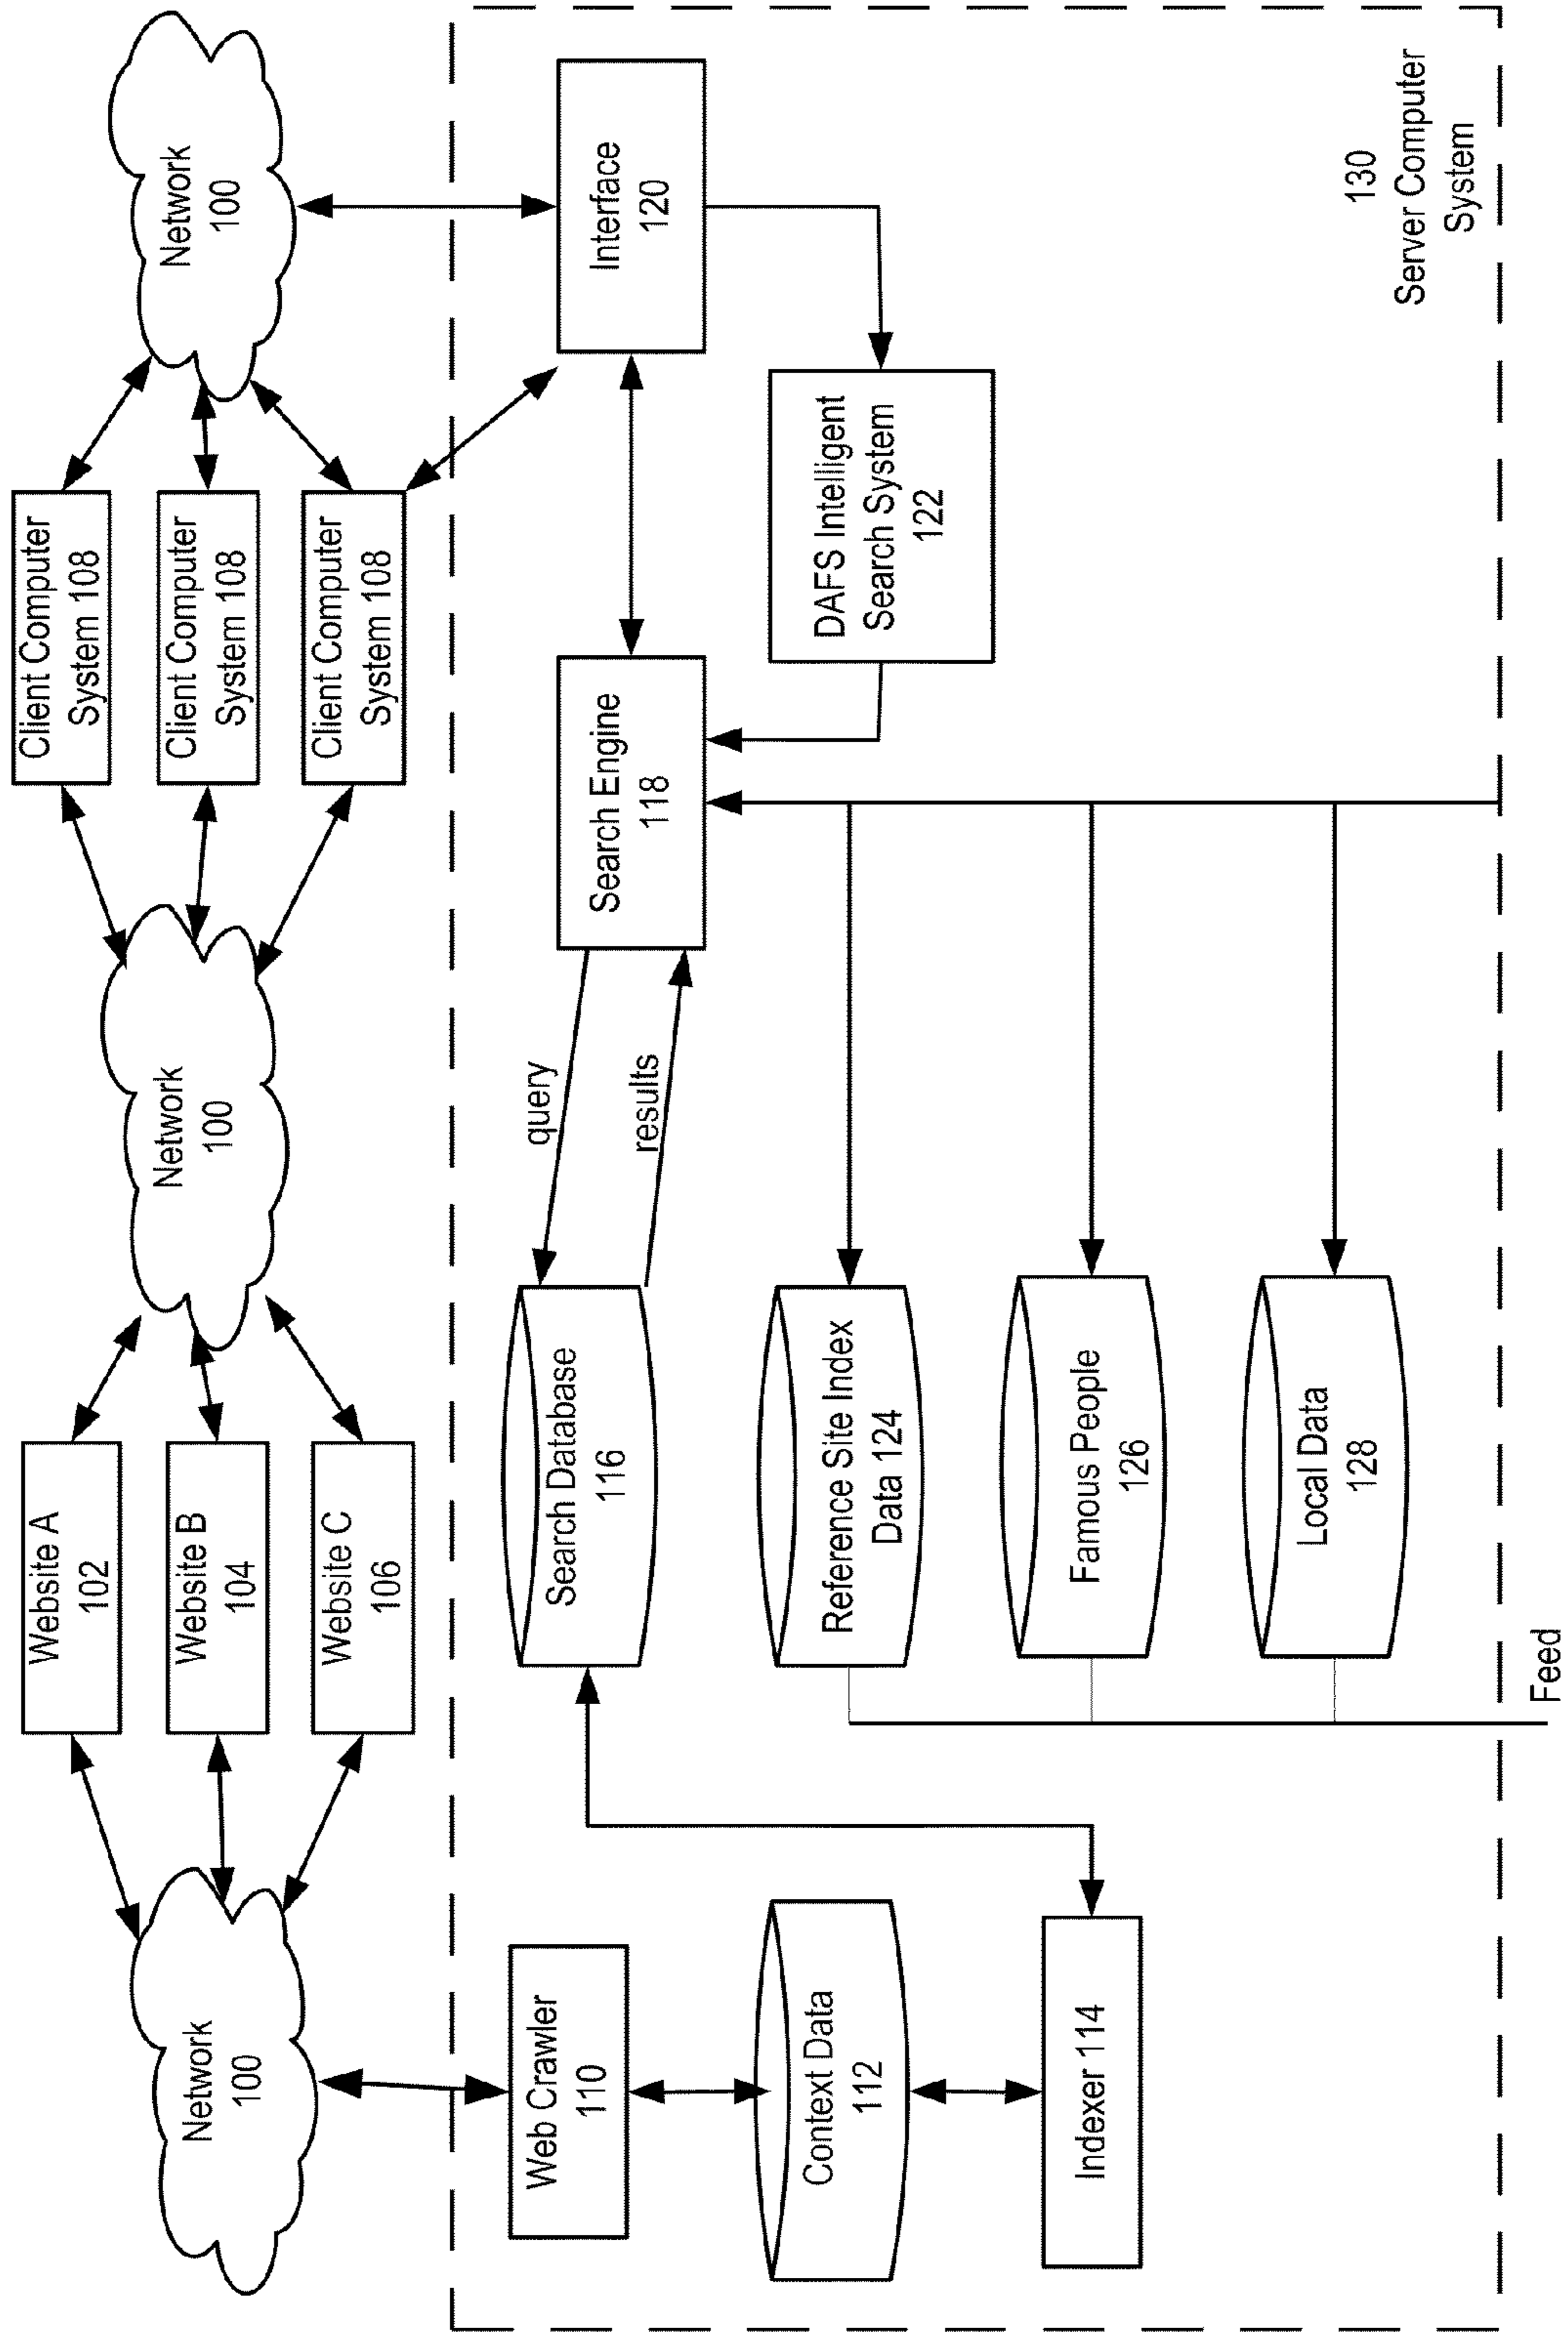 Network
100
Website A
102
Website B
104
Website C
106
Network
100
Client Computer
System 108
Client Computer
System 108
Client Computer
System 108
Network
100
Web Crawler
110
Context Data
112
Indexer 114
Search Database
116
query
results
Search Engine
118
Interface
120
DAFS Intelligent
Search System
122
Reference Site Index
Data 124
Famous People
126
Local Data
128
Feed
130
Server Computer
System